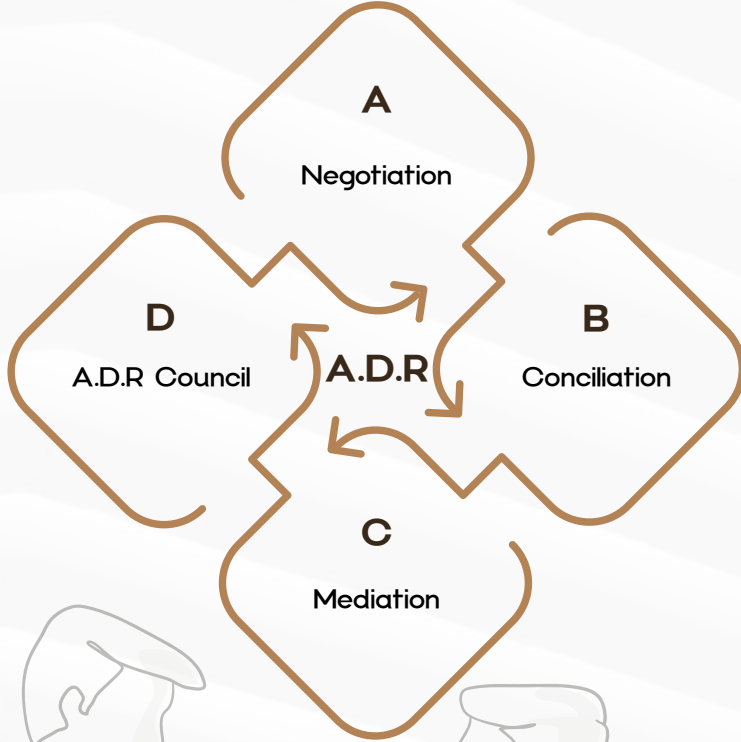 A
Negotiation
D
A.D.R Council
A.D.R
B
Conciliation
C
Mediation